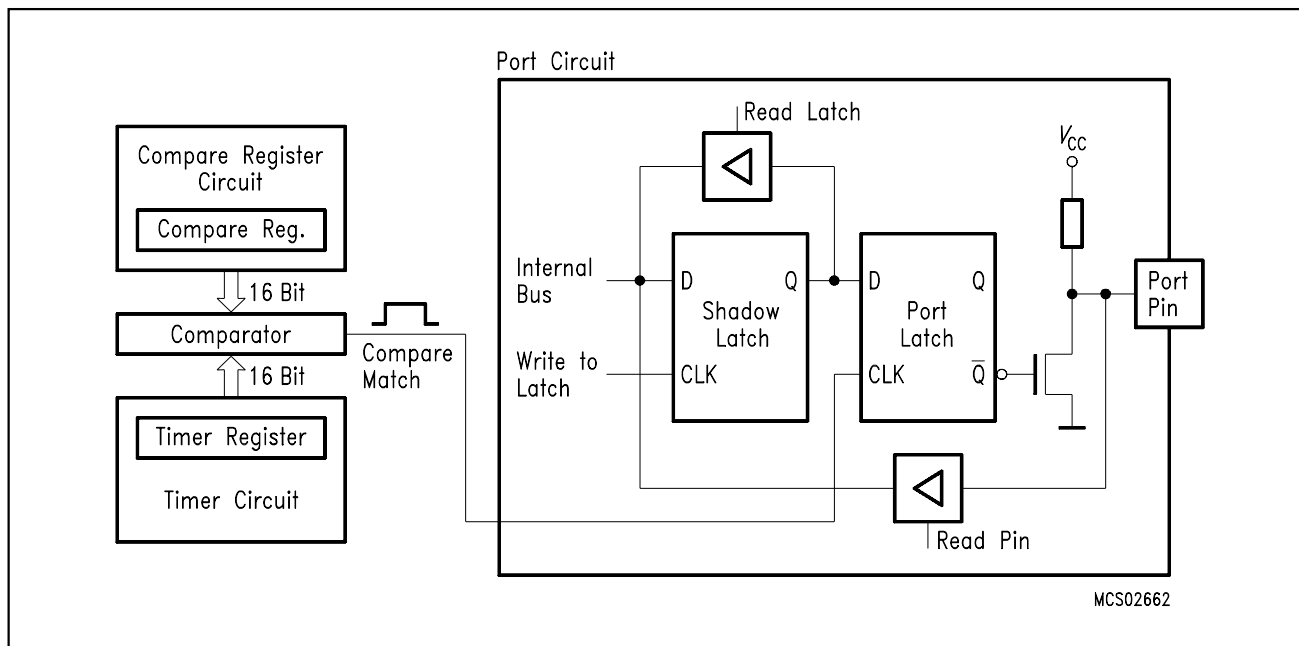 Port Circuit
Compare Register
Circuit
Compare Reg.
16 Bit
Comparator
16 Bit
Timer Register
Timer Circuit
Compare
Match
Read Latch
Internal
Bus
Write to
Latch
D
Q
Shadow
Latch
CLK
D
Q
Port
Latch
CLK
Q̅
VCC
Port
Pin
Read Pin
MCS02662